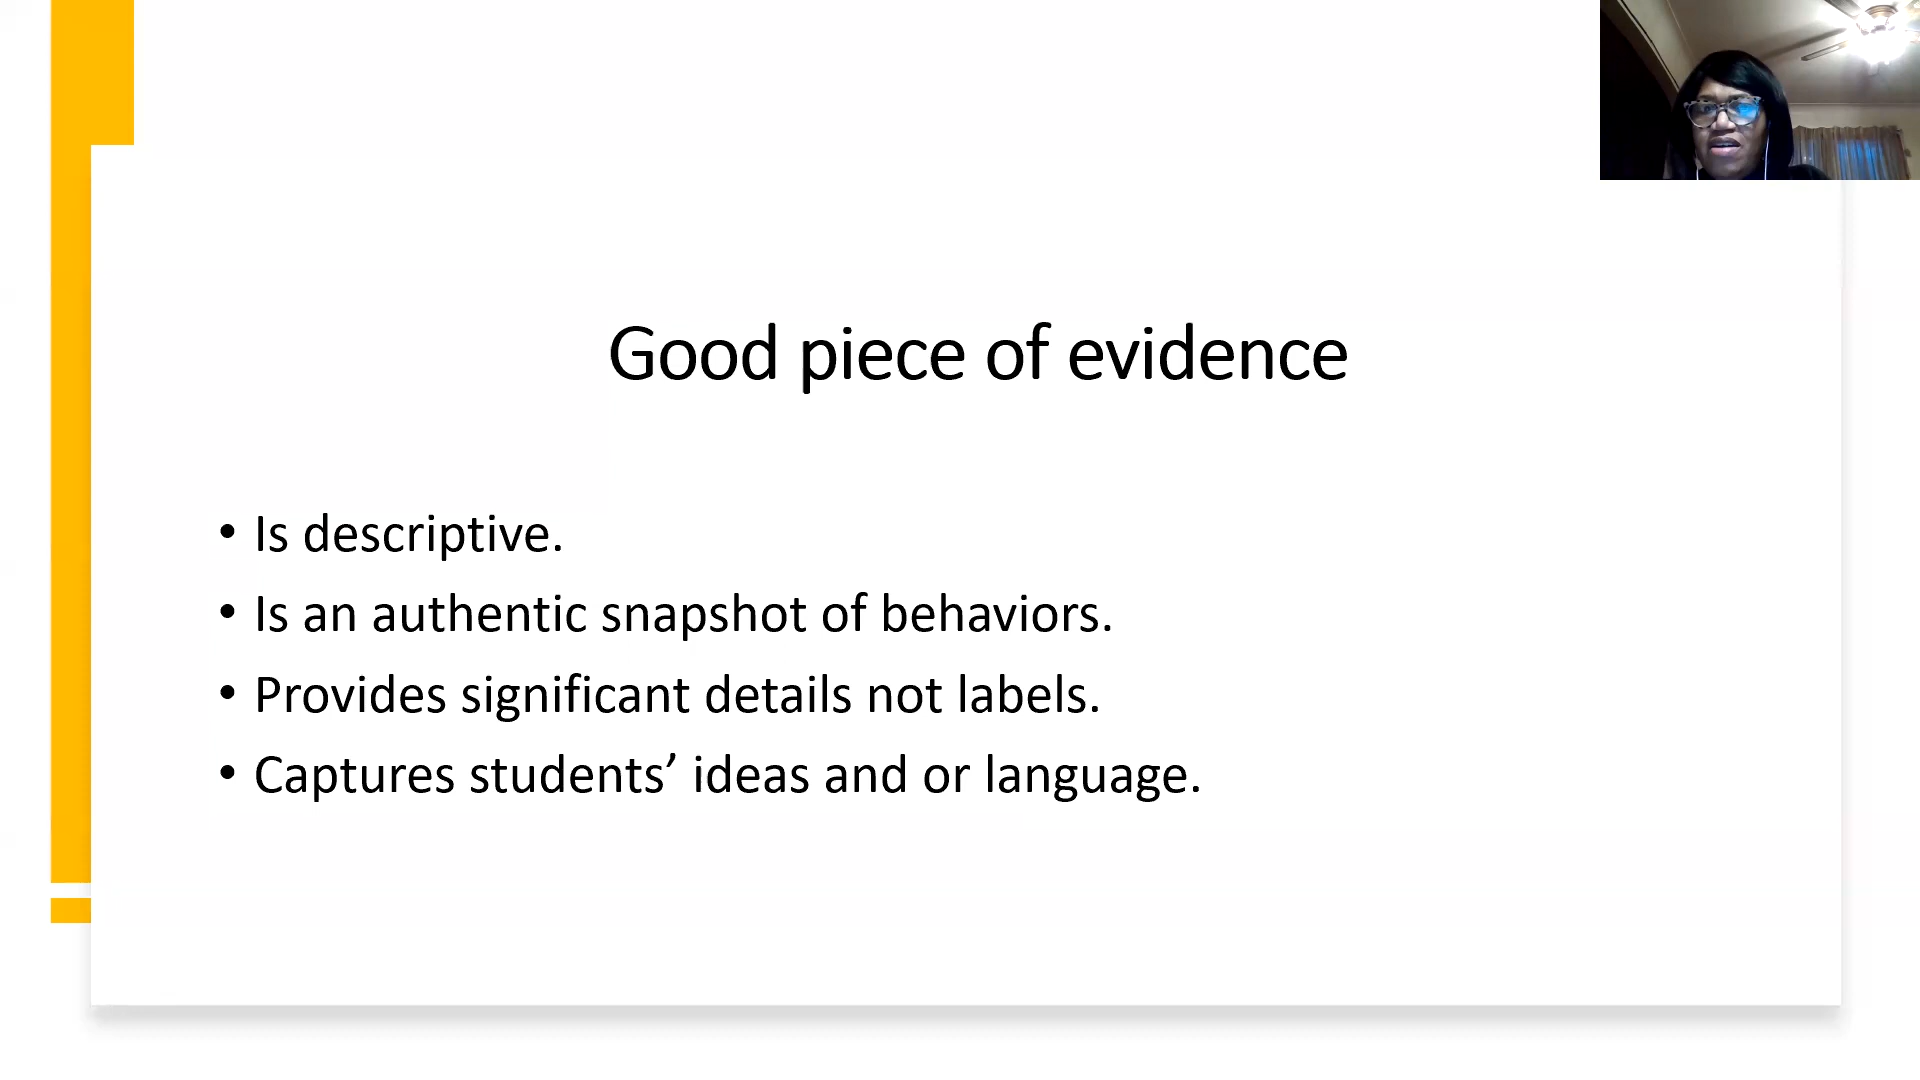 Good piece of evidence
• Is descriptive.
• Is an authentic snapshot of behaviors.
• Provides significant details not labels.
• Captures students’ ideas and or language.